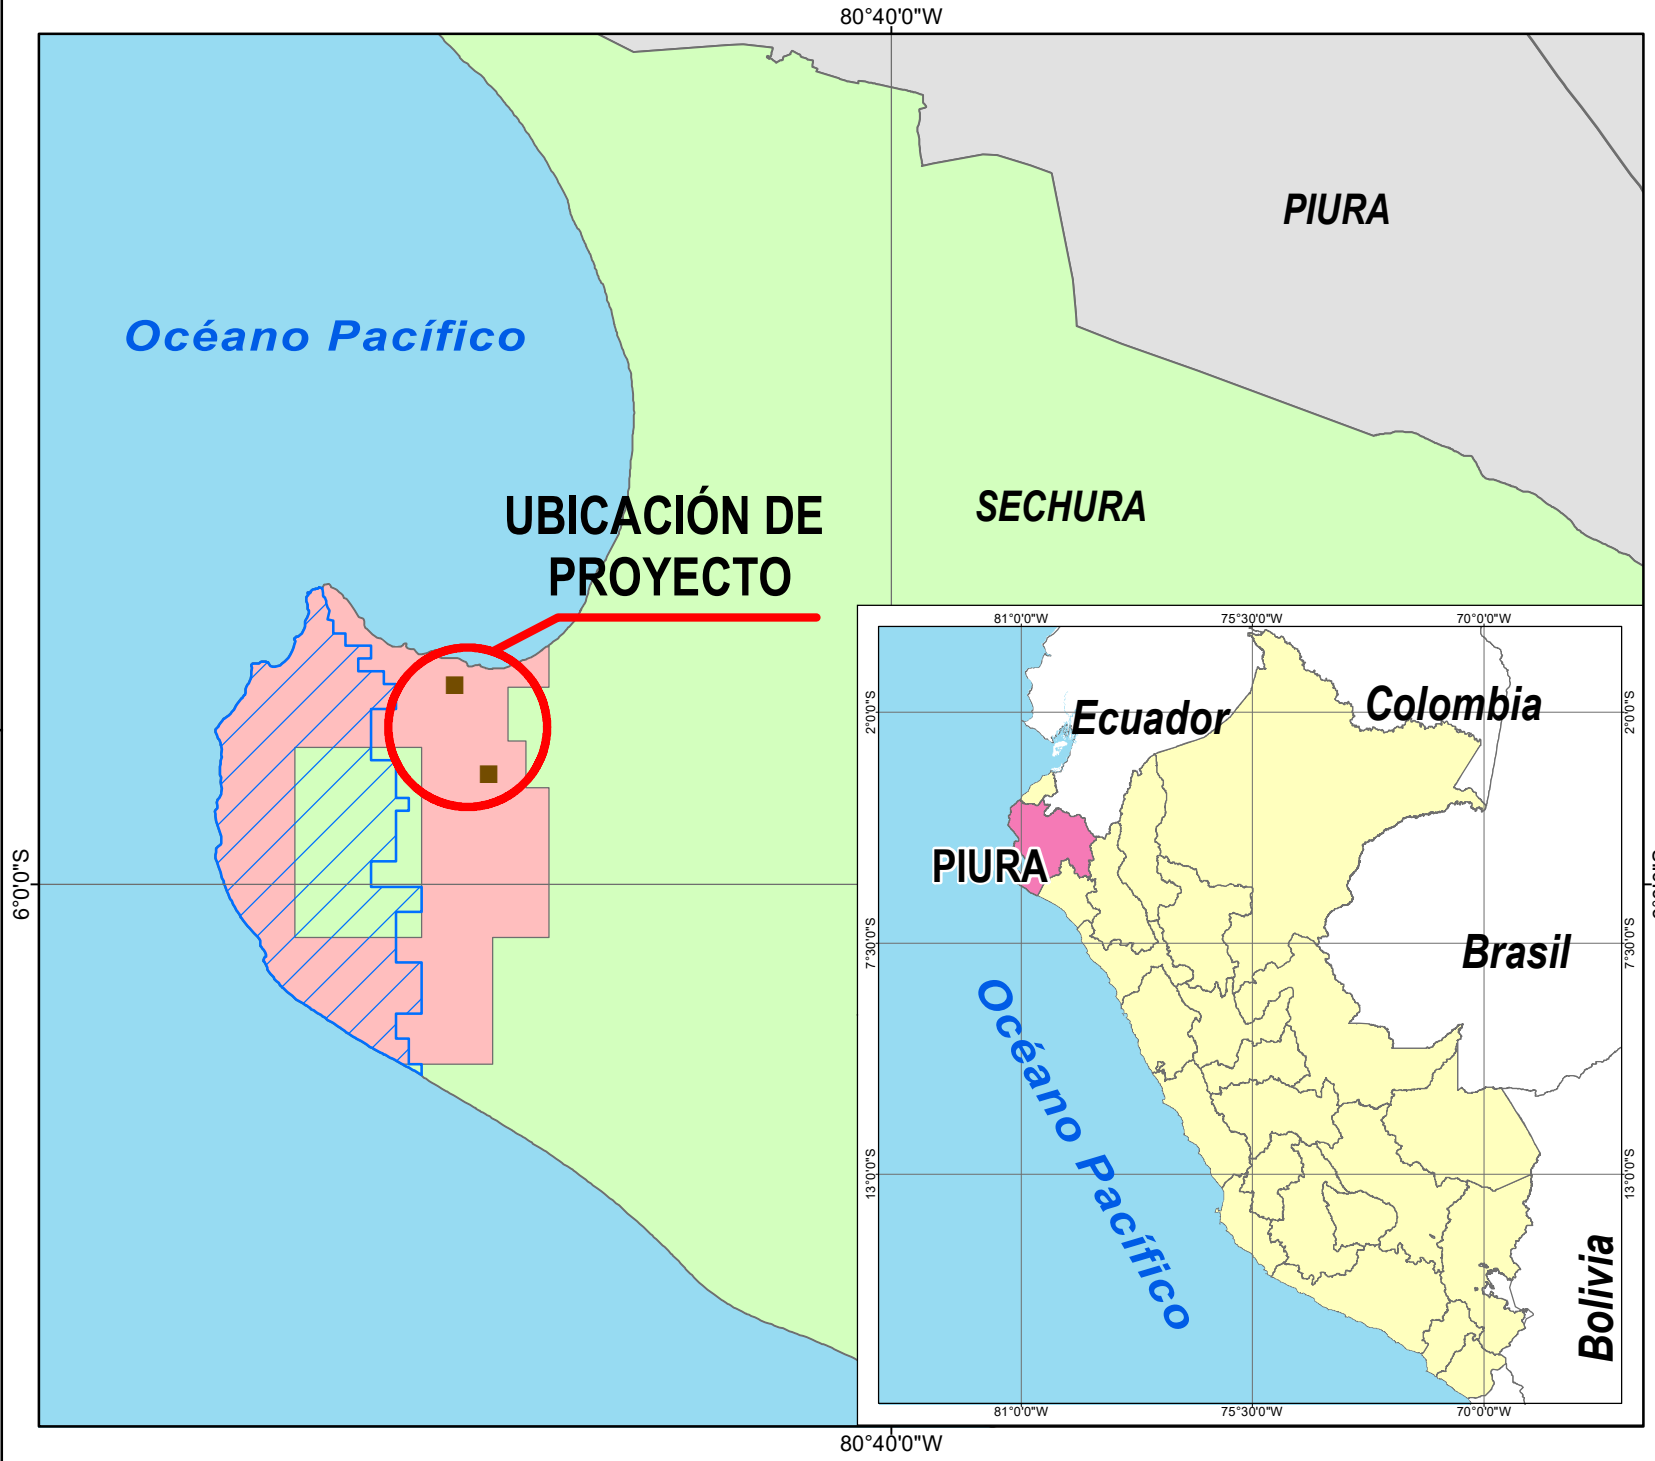 80°40'0"W
PIURA
Océano Pacífico
SECHURA
UBICACIÓN DE
PROYECTO
6°0'0"S
81°0'0"W
75°30'0"W
70°0'0"W
2°0'0"S
2°0'0"S
Ecuador
Colombia
PIURA
7°30'0"S
7°30'0"S
Brasil
Océano Pacífico
13°0'0"S
13°0'0"S
Bolivia
81°0'0"W
75°30'0"W
70°0'0"W
80°40'0"W